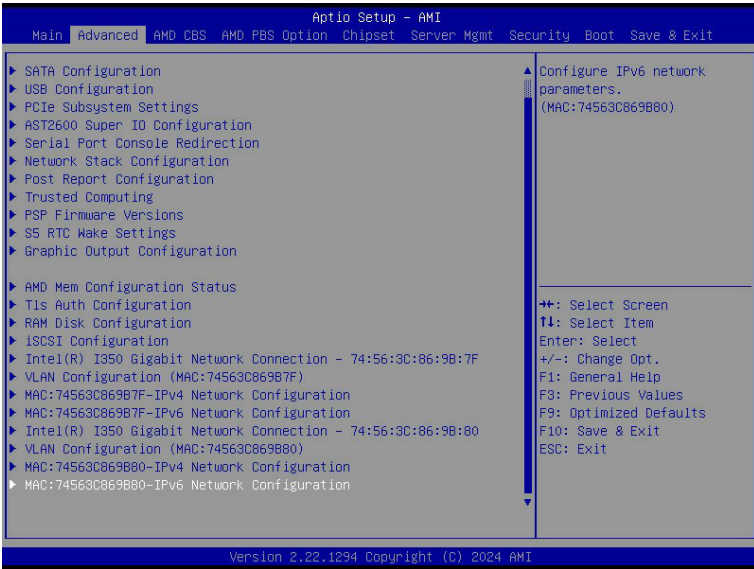 Aptio Setup – AMI
Main Advanced AMD CBS AMD PBS Option Chipset Server Mgmt Security Boot Save & Exit
▶ SATA Configuration
▶ USB Configuration
▶ PCIe Subsystem Settings
▶ AST2600 Super IO Configuration
▶ Serial Port Console Redirection
▶ Network Stack Configuration
▶ Post Report Configuration
▶ Trusted Computing
▶ PSP Firmware Versions
▶ S5 RTC Wake Settings
▶ Graphic Output Configuration
▶ AMD Mem Configuration Status
▶ Tls Auth Configuration
▶ RAM Disk Configuration
▶ iSCSI Configuration
▶ Intel(R) I350 Gigabit Network Connection – 74:56:3C:86:9B:7F
▶ VLAN Configuration (MAC:74563C869B7F)
▶ MAC:74563C869B7F-IPv4 Network Configuration
▶ MAC:74563C869B7F-IPv6 Network Configuration
▶ Intel(R) I350 Gigabit Network Connection – 74:56:3C:86:9B:80
▶ VLAN Configuration (MAC:74563C869B80)
▶ MAC:74563C869B80-IPv4 Network Configuration
▶ MAC:74563C869B80-IPv6 Network Configuration
Configure IPv6 network
parameters.
(MAC:74563C869B80)
→←: Select Screen
↑↓: Select Item
Enter: Select
+/-: Change Opt.
F1: General Help
F3: Previous Values
F9: Optimized Defaults
F10: Save & Exit
ESC: Exit
Version 2.22.1294 Copyright (C) 2024 AMI